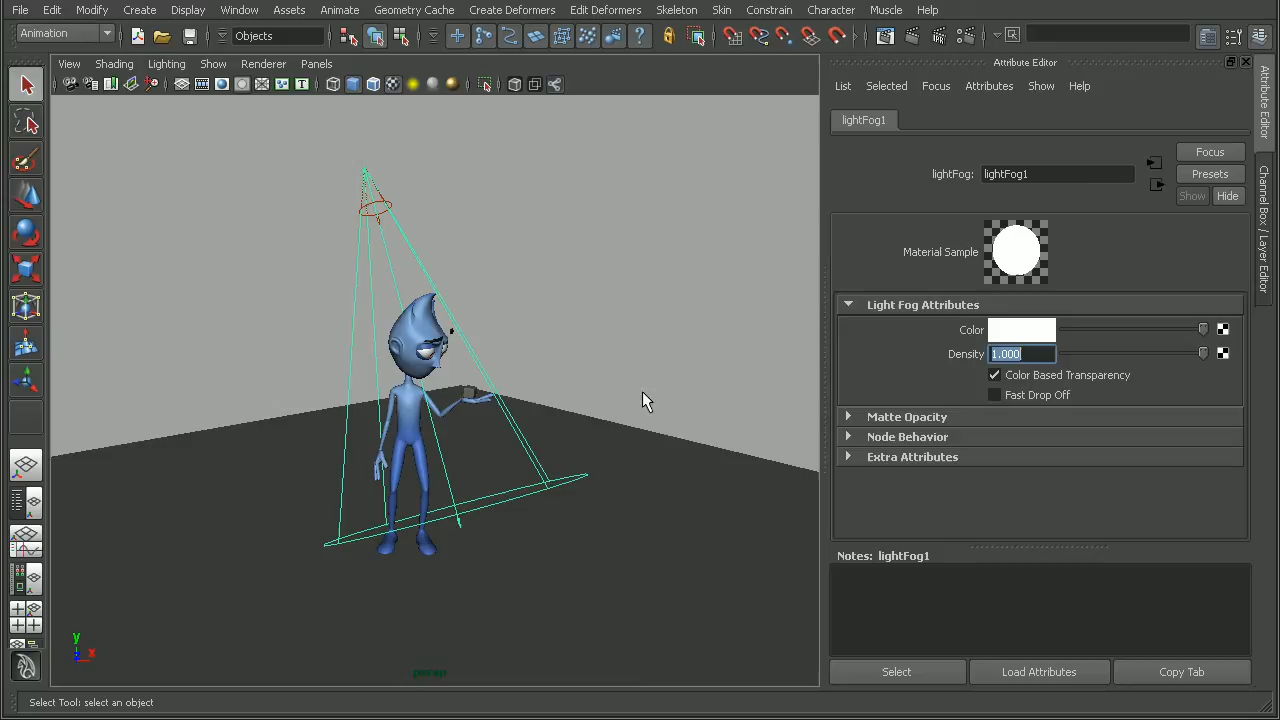 File Edit Modify Create Display Window Assets Animate Geometry Cache Create Deformers Edit Deformers Skeleton Skin Constrain Character Muscle Help
Animation
Objects
View Shading Lighting Show Renderer Panels
Attribute Editor
List Selected Focus Attributes Show Help
lightFog1
Focus
lightFog: lightFog1
Presets
Show Hide
Material Sample
Light Fog Attributes
Color
Density 1.000
Color Based Transparency
Fast Drop Off
Matte Opacity
Node Behavior
Extra Attributes
Notes: lightFog1
Select Load Attributes Copy Tab
Attribute Editor
Channel Box / Layer Editor
y
z x
persp
Select Tool: select an object